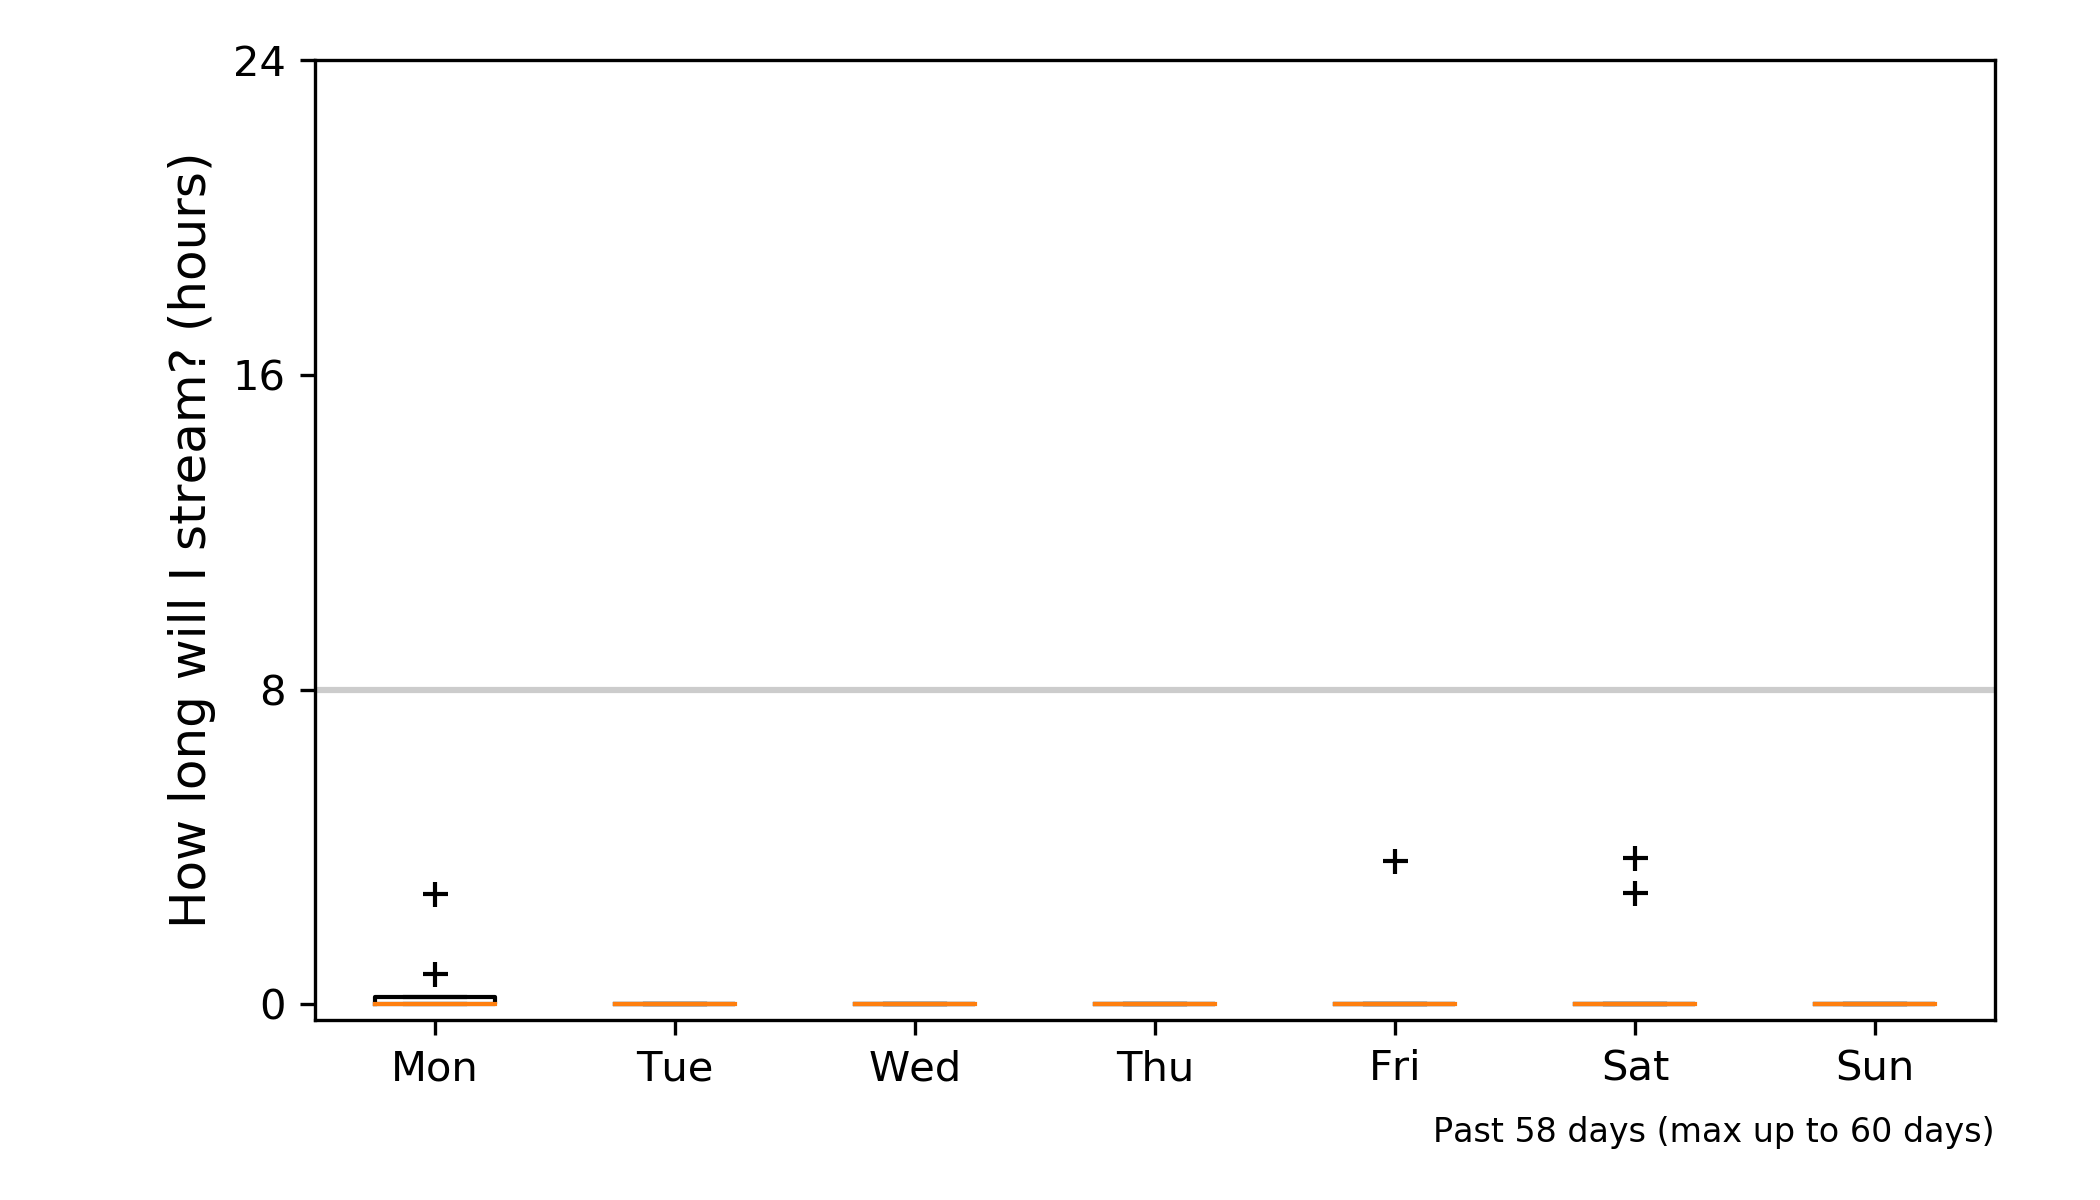 How long will I stream? (hours)
24
16
8
0
Mon Tue Wed Thu Fri Sat Sun
Past 58 days (max up to 60 days)